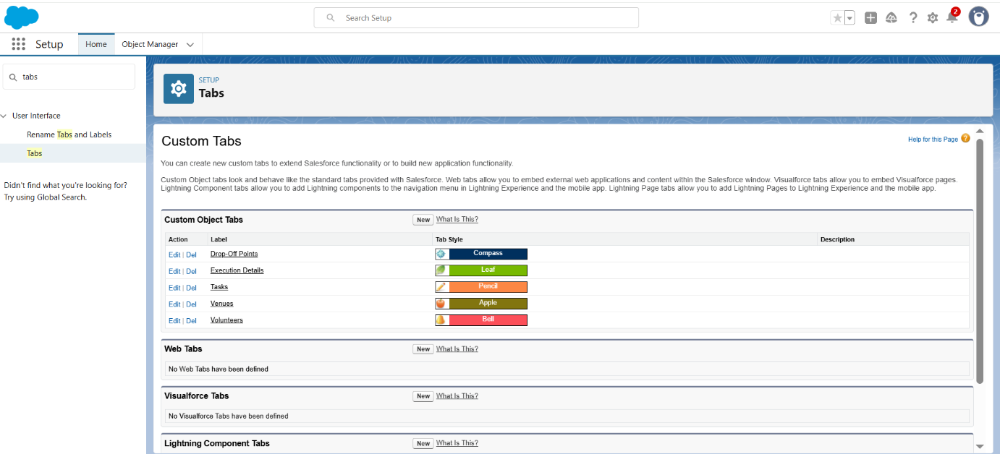 Search Setup
2
Setup
Home
Object Manager
tabs
User Interface
Rename Tabs and Labels
Tabs
Didn't find what you're looking for?
Try using Global Search.
SETUP
Tabs
Custom Tabs
Help for this Page ?
You can create new custom tabs to extend Salesforce functionality or to build new application functionality.
Custom Object tabs look and behave like the standard tabs provided with Salesforce. Web tabs allow you to embed external web applications and content within the Salesforce window. Visualforce tabs allow you to embed Visualforce pages.
Lightning Component tabs allow you to add Lightning components to the navigation menu in Lightning Experience and the mobile app. Lightning Page tabs allow you to add Lightning Pages to Lightning Experience and the mobile app.
Custom Object Tabs New What Is This?
Action Label Tab Style Description
Edit | Del Drop-Off Points Compass
Edit | Del Execution Details Leaf
Edit | Del Tasks Pencil
Edit | Del Venues Apple
Edit | Del Volunteers Bell
Web Tabs New What Is This?
No Web Tabs have been defined
Visualforce Tabs New What Is This?
No Visualforce Tabs have been defined
Lightning Component Tabs New What Is This?